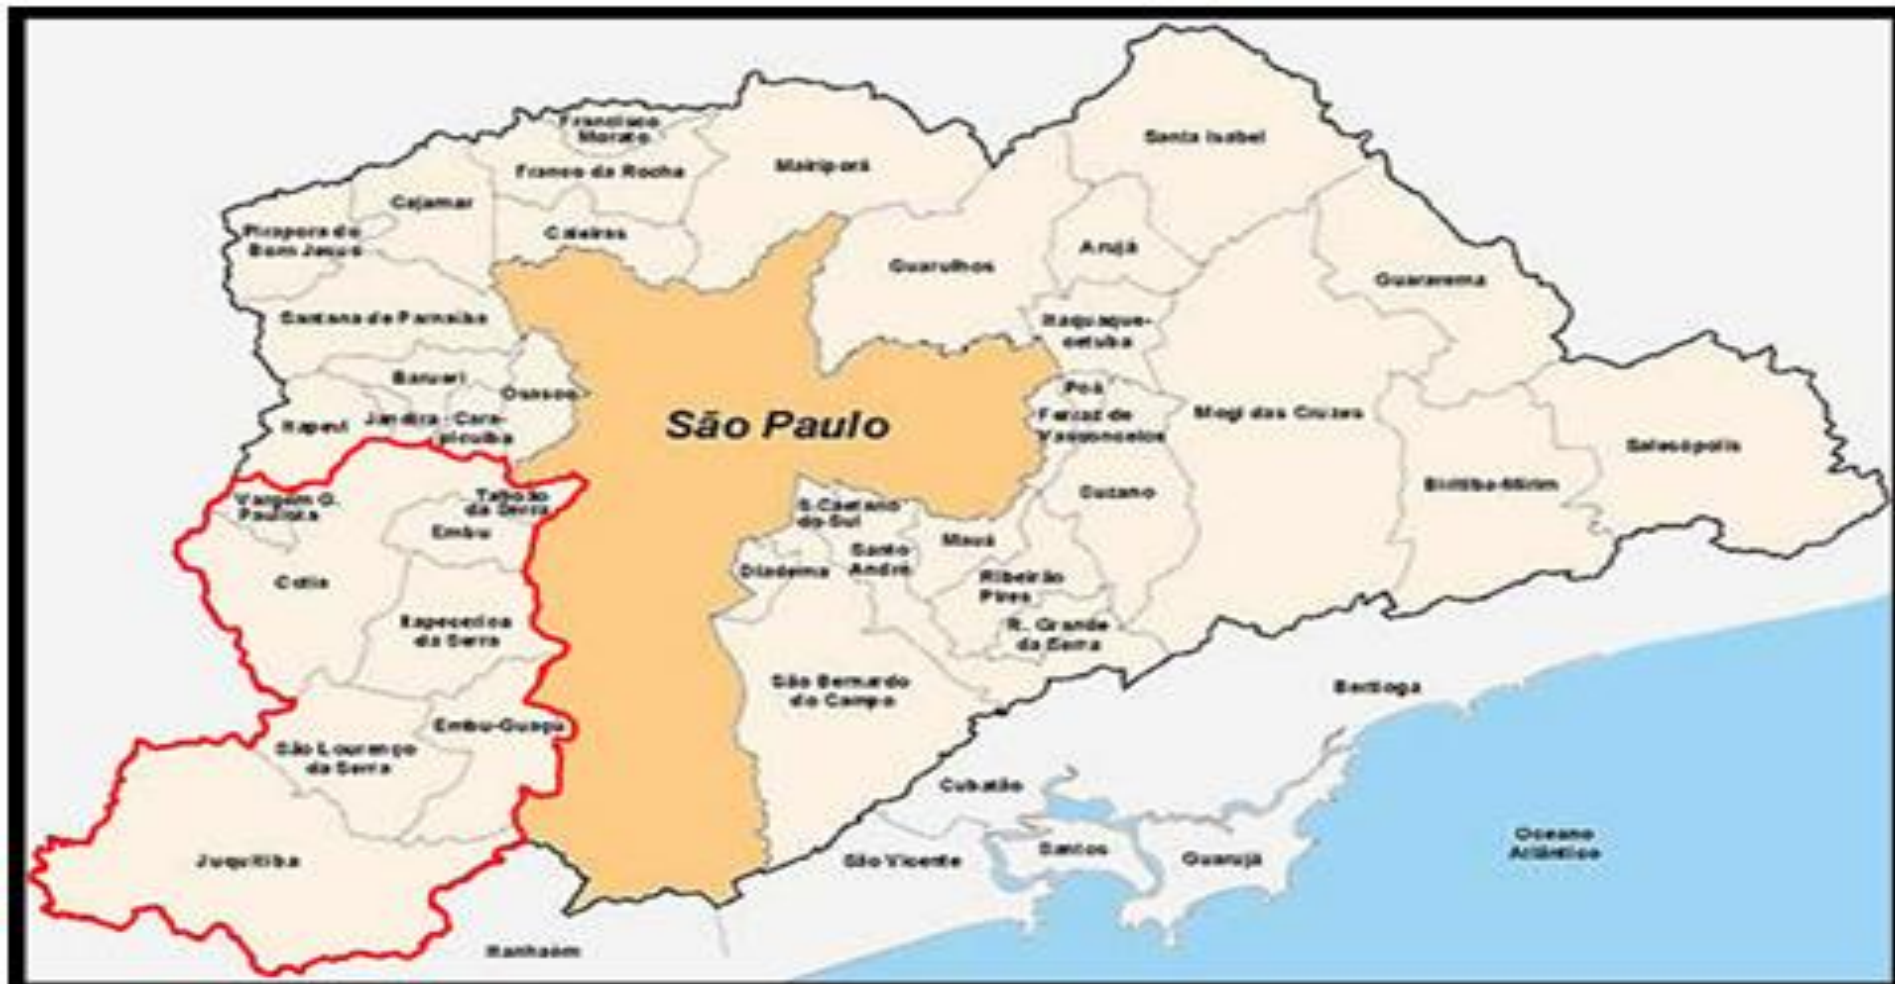 Francisco
Morato
Santa Isabel
Mairiporã
Franco da Rocha
Cajamar
Pirapora do
Bom Jesus
Caieiras
Arujá
Guarulhos
Guararema
Santana de Parnaíba
Itaquaque-
cetuba
Barueri
Osasco
Poá
São Paulo
Itapevi
Jandira
Cara-
picuíba
Ferraz de
Vasconcelos
Mogi das Cruzes
Salesópolis
Vargem G.
Paulista
Taboão
da Serra
Embu
S.Caetano
do Sul
Suzano
Biritiba-Mirim
Mauá
Santo
André
Diadema
Cotia
Ribeirão
Pires
Itapecerica
da Serra
R. Grande
da Serra
São Bernardo
do Campo
Bertioga
Embu-Guaçu
São Lourenço
da Serra
Cubatão
Juquitiba
São Vicente
Santos
Guarujá
Oceano
Atlântico
Itanhaém